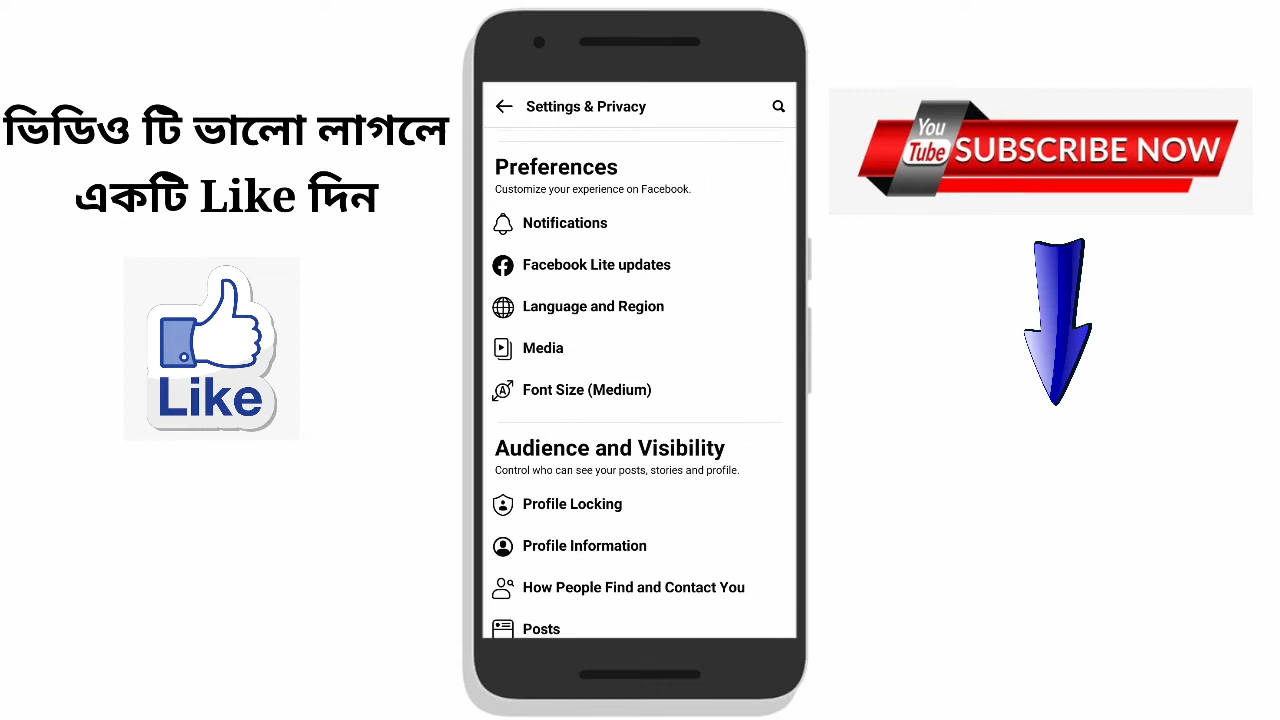 ভিডিও টি ভালো লাগলে
একটি Like দিন
Like
Settings & Privacy
Preferences
Customize your experience on Facebook.
Notifications
Facebook Lite updates
Language and Region
Media
Font Size (Medium)
Audience and Visibility
Control who can see your posts, stories and profile.
Profile Locking
Profile Information
How People Find and Contact You
Posts
You
Tube SUBSCRIBE NOW